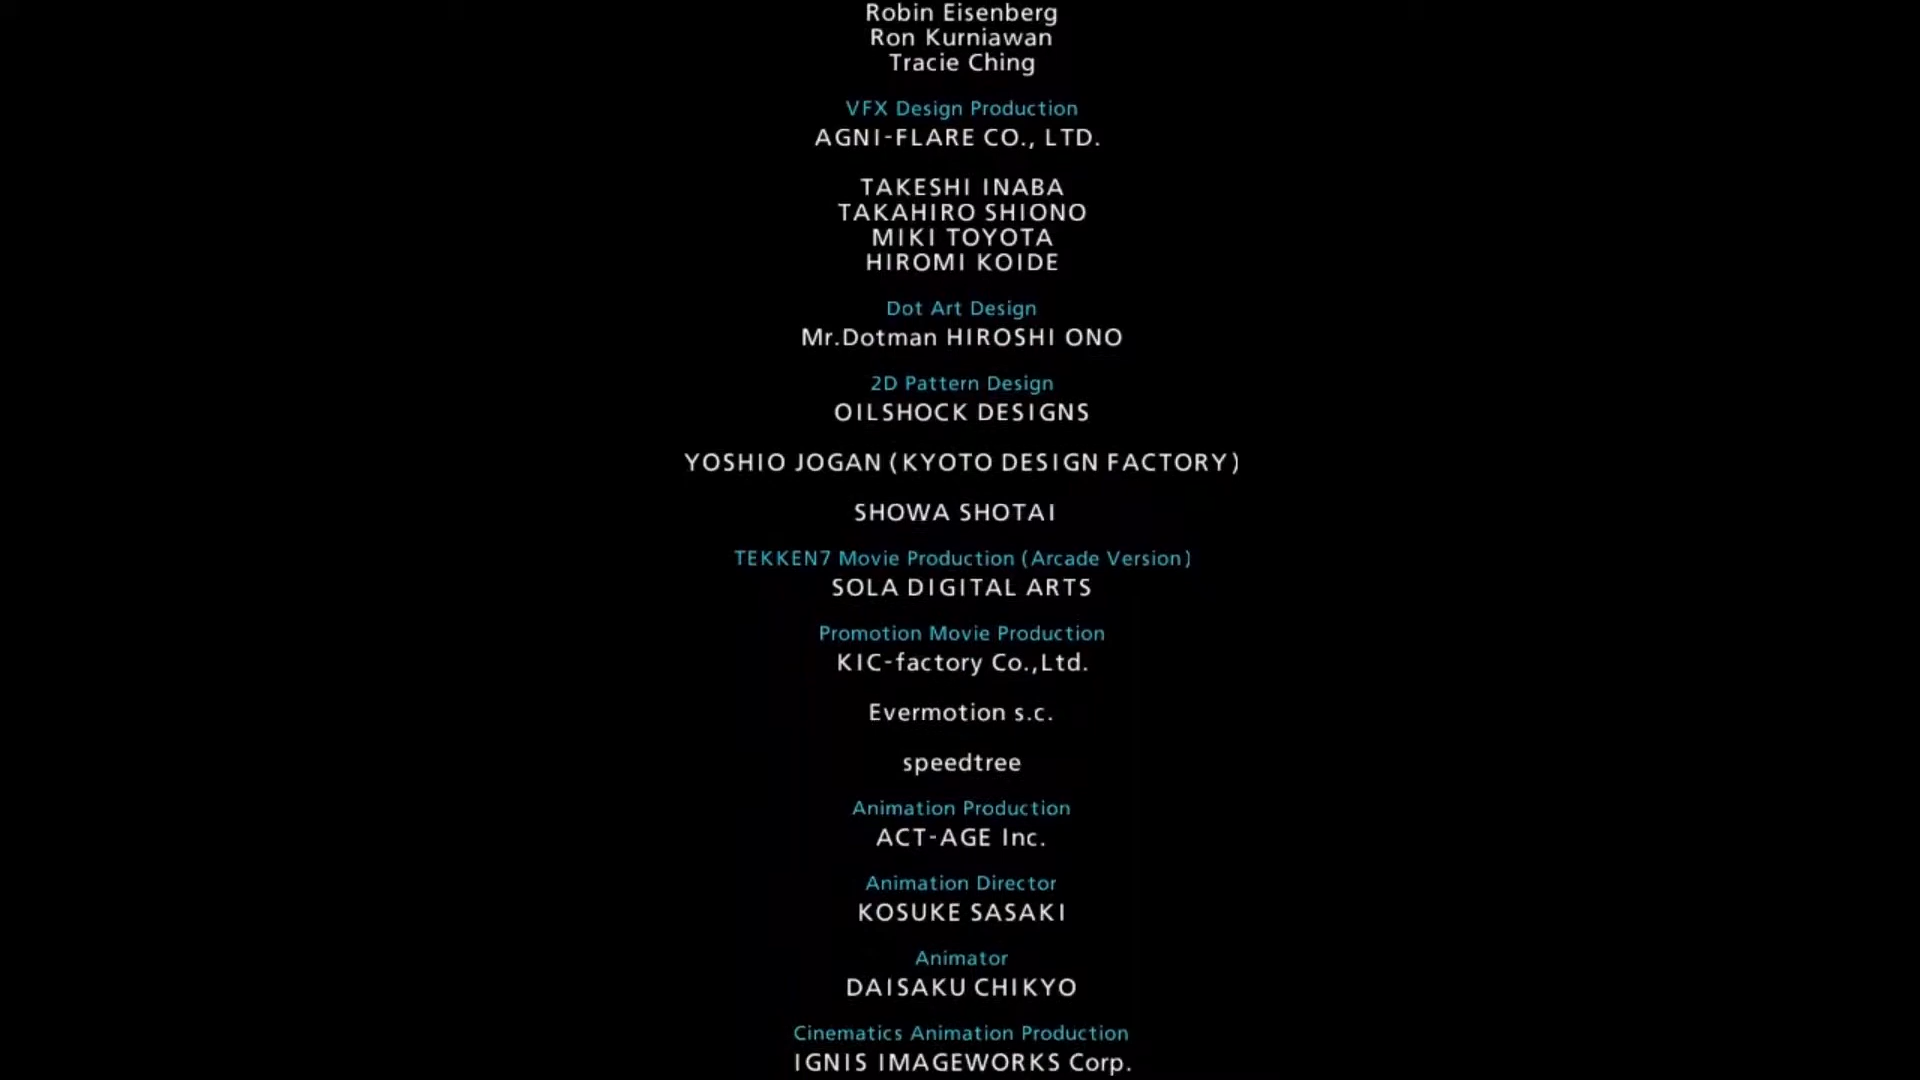 Robin Eisenberg
Ron Kurniawan
Tracie Ching
VFX Design Production
AGNI-FLARE CO., LTD.
TAKESHI INABA
TAKAHIRO SHIONO
MIKI TOYOTA
HIROMI KOIDE
Dot Art Design
Mr.Dotman HIROSHI ONO
2D Pattern Design
OILSHOCK DESIGNS
YOSHIO JOGAN (KYOTO DESIGN FACTORY)
SHOWA SHOTAI
TEKKEN7 Movie Production (Arcade Version)
SOLA DIGITAL ARTS
Promotion Movie Production
KIC-factory Co.,Ltd.
Evermotion s.c.
speedtree
Animation Production
ACT-AGE Inc.
Animation Director
KOSUKE SASAKI
Animator
DAISAKU CHIKYO
Cinematics Animation Production
IGNIS IMAGEWORKS Corp.